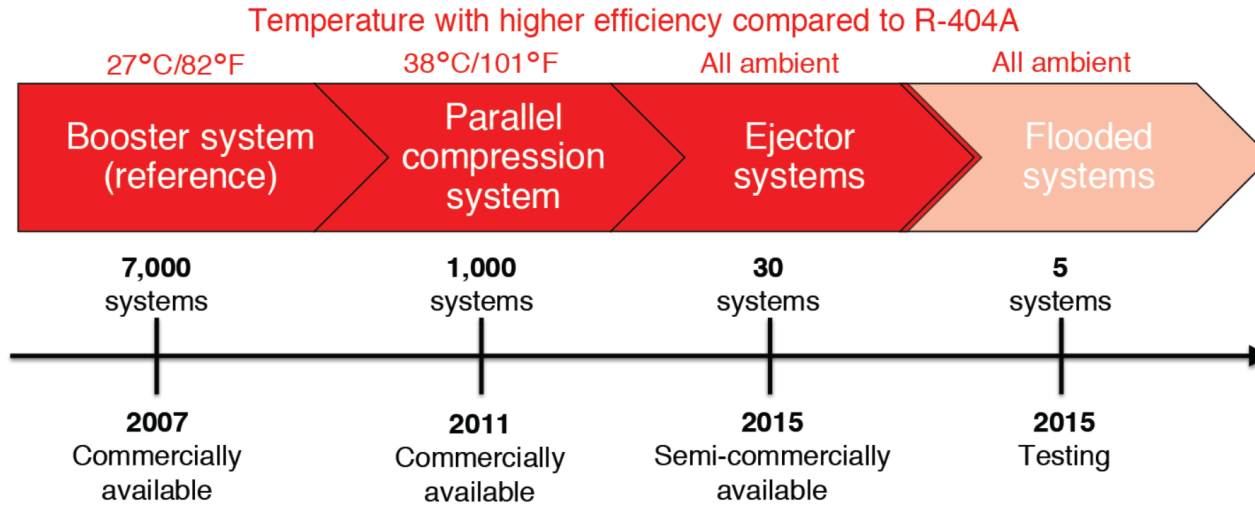 Temperature with higher efficiency compared to R-404A
27°C/82°F
38°C/101°F
All ambient
All ambient
Booster system
(reference)
Parallel
compression
system
Ejector
systems
Flooded
systems
7,000
systems
1,000
systems
30
systems
5
systems
2007
Commercially
available
2011
Commercially
available
2015
Semi-commercially
available
2015
Testing